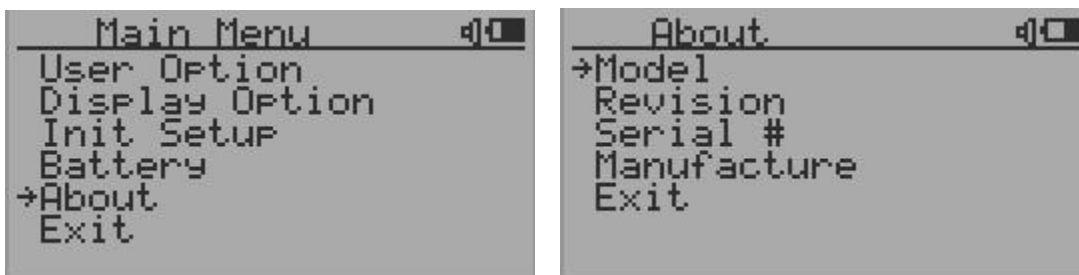 Main Menu
User Option
Display Option
Init Setup
Battery
→About
Exit
About
→Model
Revision
Serial #
Manufacture
Exit